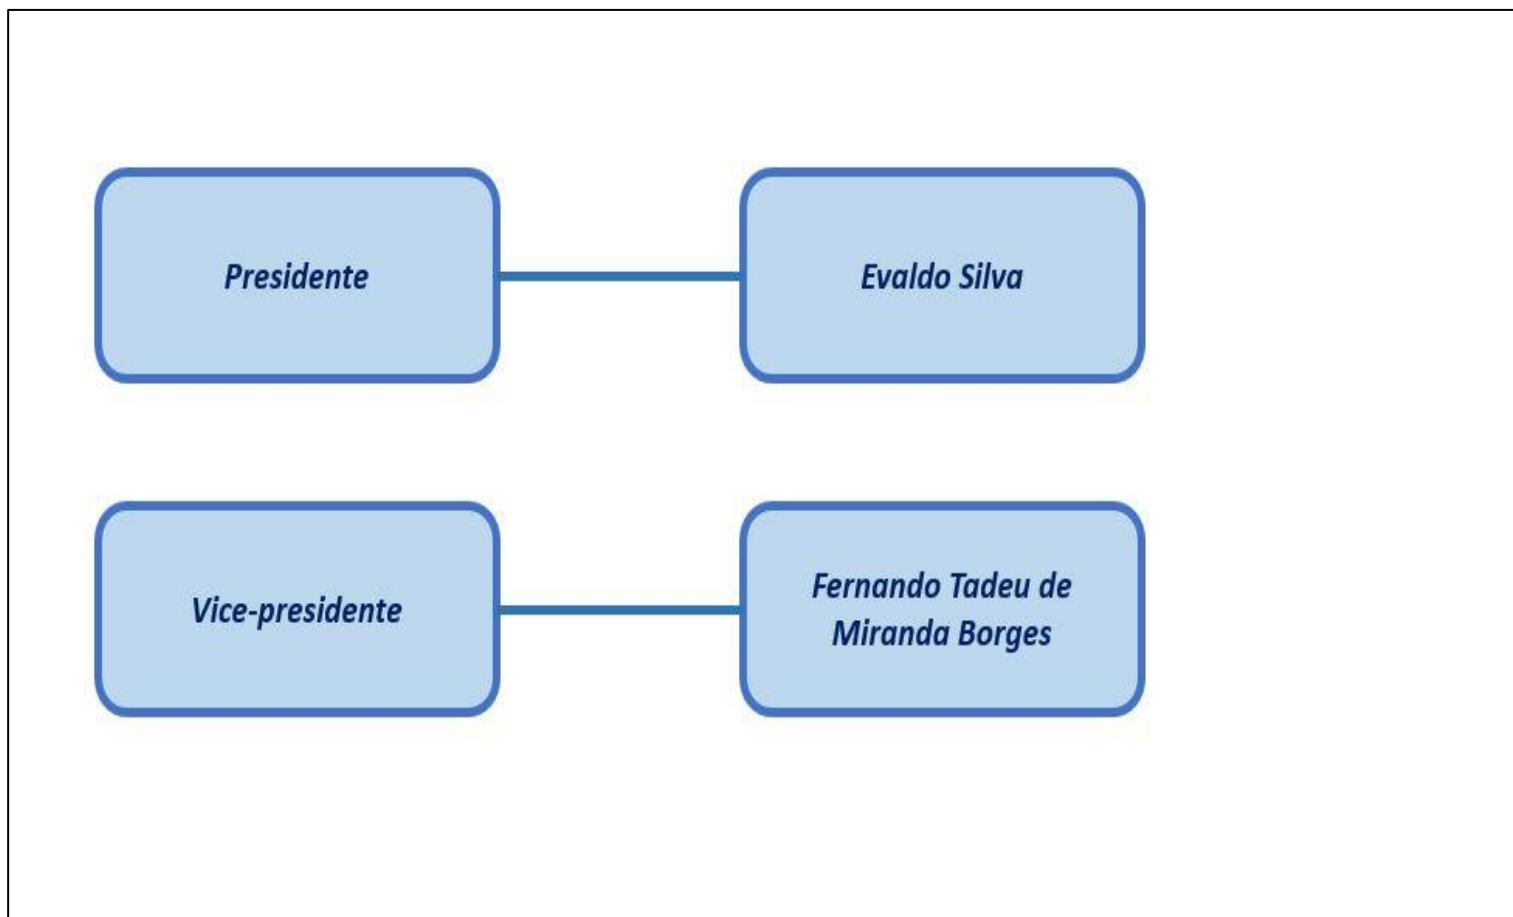 Presidente
Evaldo Silva
Vice-presidente
Fernando Tadeu de
Miranda Borges